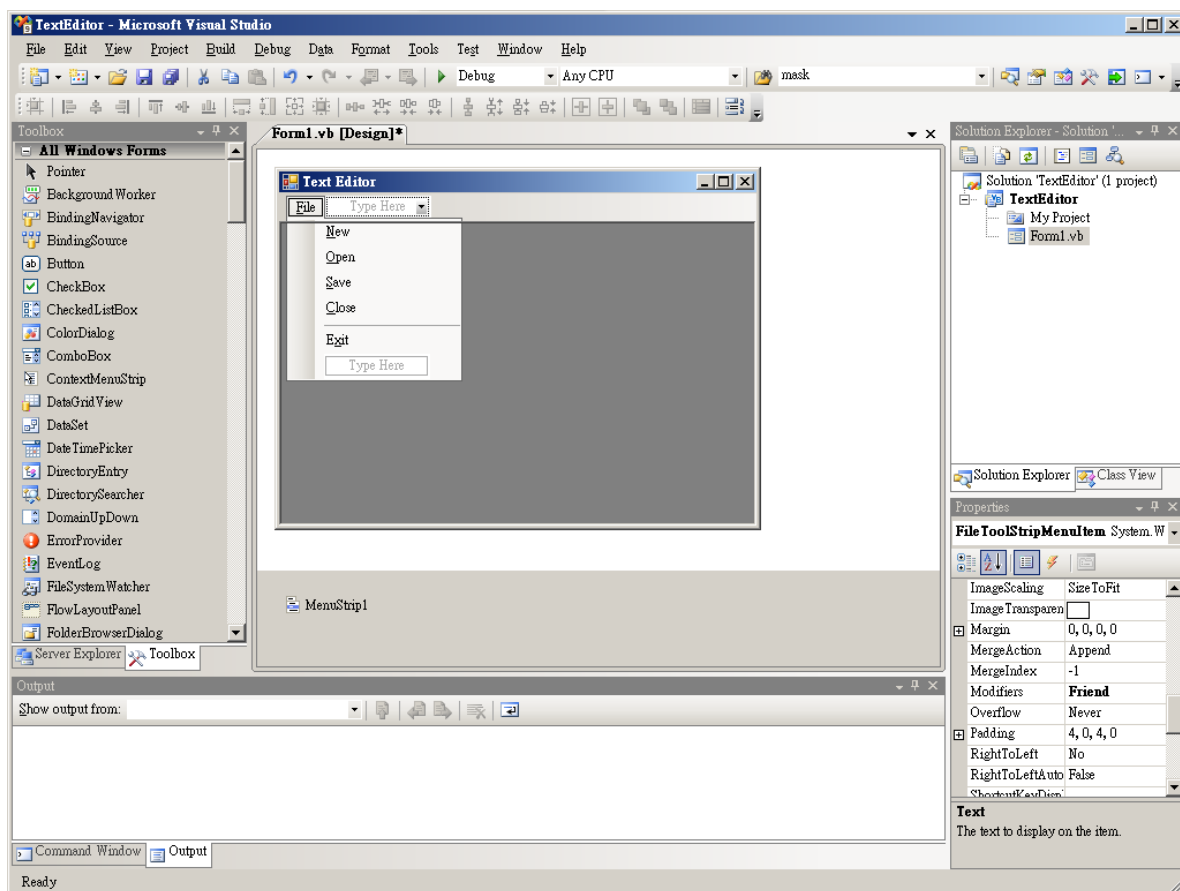 TextEditor - Microsoft Visual Studio
File Edit View Project Build Debug Data Format Tools Test Window Help
Debug Any CPU mask
Toolbox
All Windows Forms
Pointer
BackgroundWorker
BindingNavigator
BindingSource
Button
CheckBox
CheckedListBox
ColorDialog
ComboBox
ContextMenuStrip
DataGridView
DataSet
DateTimePicker
DirectoryEntry
DirectorySearcher
DomainUpDown
ErrorProvider
EventLog
FileSystemWatcher
FlowLayoutPanel
FolderBrowserDialog
Server Explorer Toolbox
Form1.vb [Design]*
Text Editor
File Type Here
New
Open
Save
Close
Exit
Type Here
MenuStrip1
Solution Explorer - Solution '...
Solution 'TextEditor' (1 project)
TextEditor
My Project
Form1.vb
Solution Explorer Class View
Properties
FileToolStripMenuItem System.W
ImageScaling SizeToFit
ImageTransparen
Margin 0, 0, 0, 0
MergeAction Append
MergeIndex -1
Modifiers Friend
Overflow Never
Padding 4, 0, 4, 0
RightToLeft No
RightToLeftAuto False
ShortcutKeyDisp
Text
The text to display on the item.
Output
Show output from:
Command Window Output
Ready